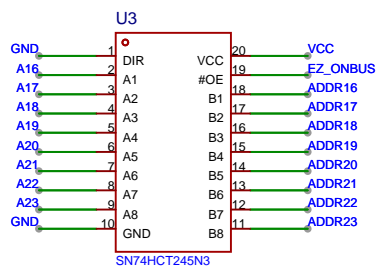 U3
GND 1 DIR VCC 20 VCC
A16 2 A1 #OE 19 EZ_ONBUS
A17 3 A2 B1 18 ADDR16
A18 4 A3 B2 17 ADDR17
A19 5 A4 B3 16 ADDR18
A20 6 A5 B4 15 ADDR19
A21 7 A6 B5 14 ADDR20
A22 8 A7 B6 13 ADDR21
A23 9 A8 B7 12 ADDR22
GND 10 GND B8 11 ADDR23
SN74HCT245N3